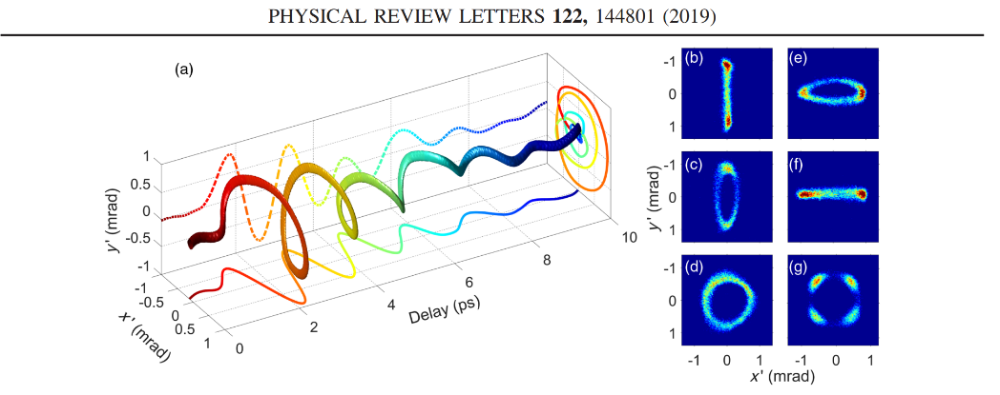 PHYSICAL REVIEW LETTERS 122, 144801 (2019)
(a)
1
0.5
0
-0.5
-1
y' (mrad)
-1
-0.5
0
0.5
1
x' (mrad)
0
2
4
6
8
10
Delay (ps)
(b)
(e)
-1
0
1
(c)
(f)
-1
0
1
y' (mrad)
(d)
(g)
-1
0
1
-1 0 1
-1 0 1
x' (mrad)